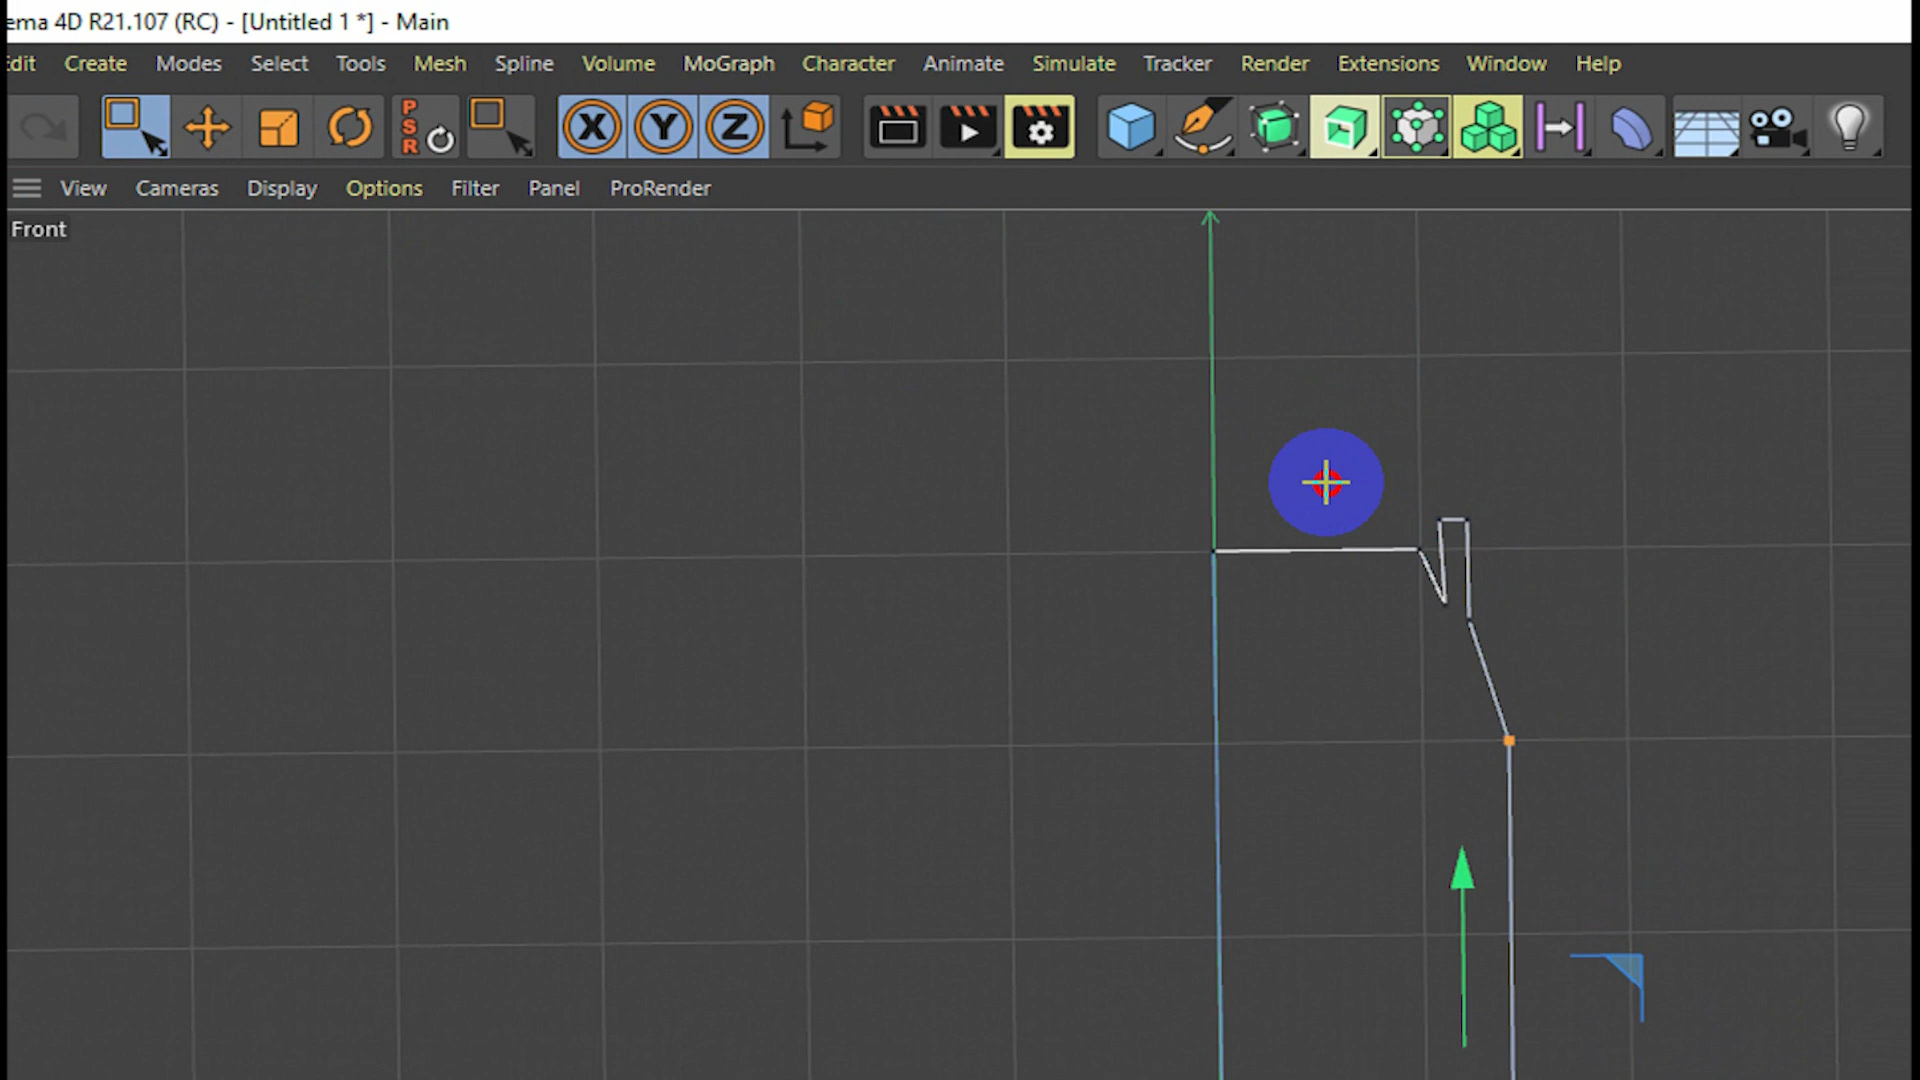 ema 4D R21.107 (RC) - [Untitled 1 *] - Main
Edit Create Modes Select Tools Mesh Spline Volume MoGraph Character Animate Simulate Tracker Render Extensions Window Help
P
S
R
X Y Z
View Cameras Display Options Filter Panel ProRender
Front